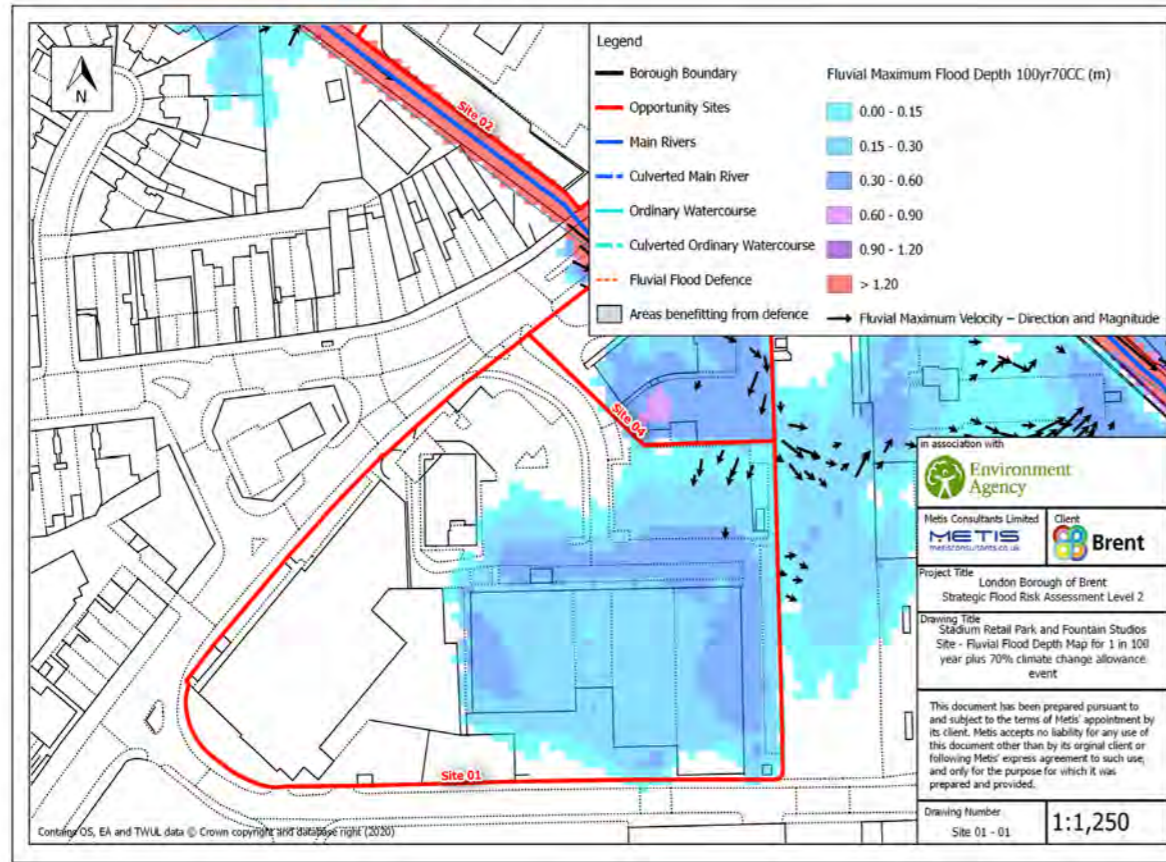 N
Site 02
Site 04
Site 01
Legend
Borough Boundary
Opportunity Sites
Main Rivers
Culverted Main River
Ordinary Watercourse
Culverted Ordinary Watercourse
Fluvial Flood Defence
Areas benefitting from defence
Fluvial Maximum Flood Depth 100yr70CC (m)
0.00 - 0.15
0.15 - 0.30
0.30 - 0.60
0.60 - 0.90
0.90 - 1.20
> 1.20
Fluvial Maximum Velocity – Direction and Magnitude
in association with
Environment
Agency
Metis Consultants Limited
METIS
metisconsultants.co.uk
Client
Brent
Project Title
London Borough of Brent
Strategic Flood Risk Assessment Level 2
Drawing Title
Stadium Retail Park and Fountain Studios
Site - Fluvial Flood Depth Map for 1 in 100
year plus 70% climate change allowance
event
This document has been prepared pursuant to
and subject to the terms of Metis' appointment by
its client. Metis accepts no liability for any use of
this document other than by its orginal client or
following Metis' express agreement to such use,
and only for the purpose for which it was
prepared and provided.
Drawing Number
Site 01 - 01
1:1,250
Contains OS, EA and TWUL data © Crown copyright and database right (2020)